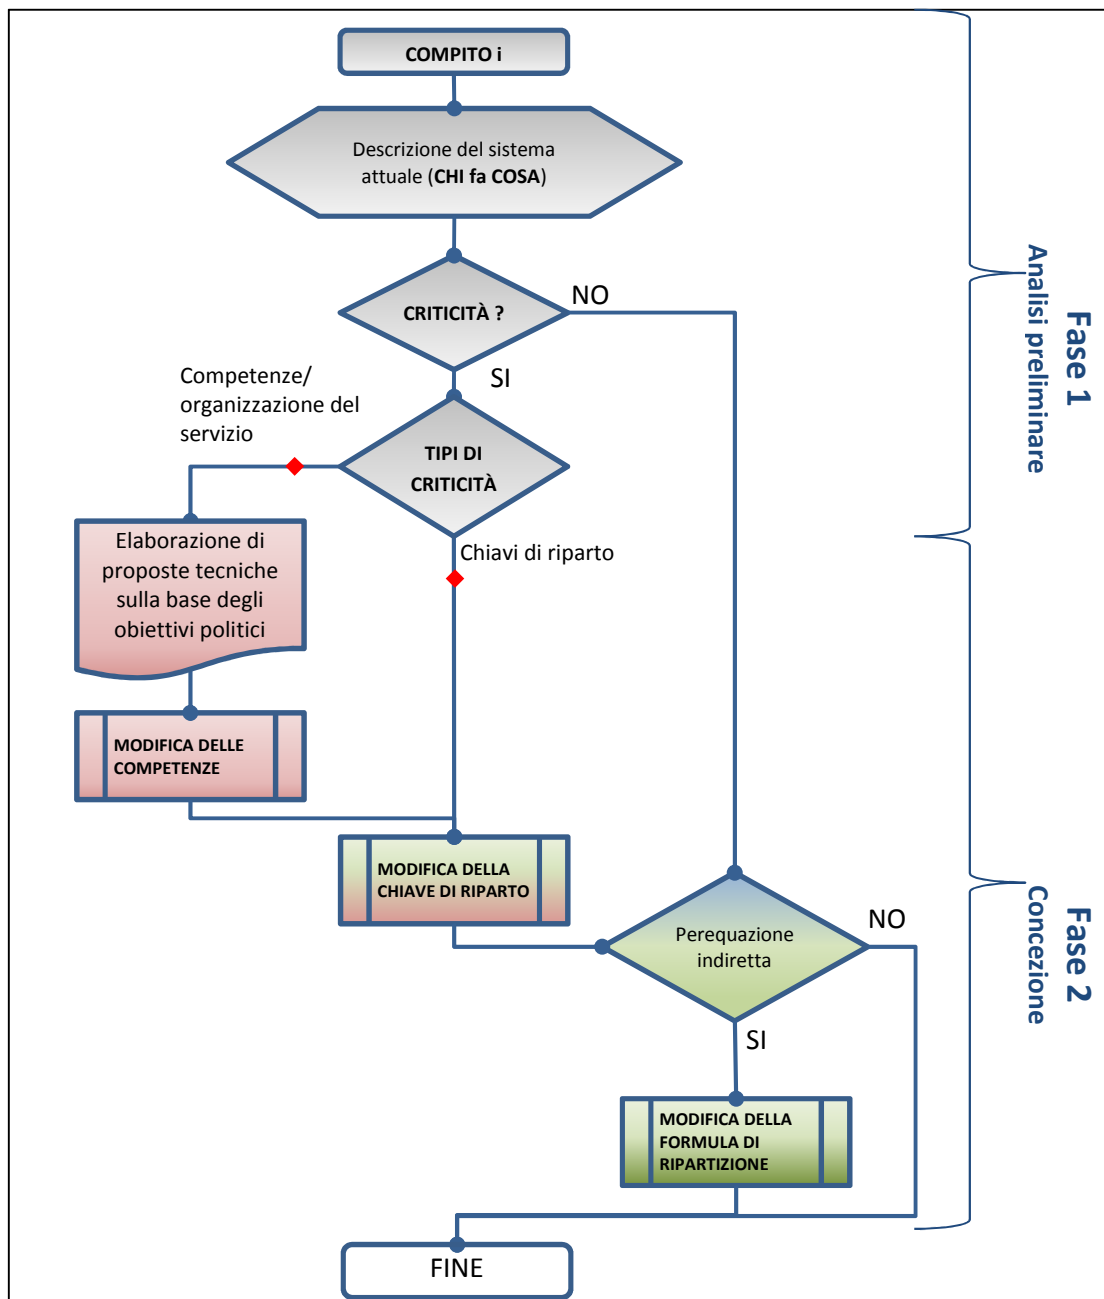 COMPITO i
Descrizione del sistema
attuale (CHI fa COSA)
CRITICITÀ ?
NO
SI
Competenze/
organizzazione del
servizio
TIPI DI
CRITICITÀ
Chiavi di riparto
Elaborazione di
proposte tecniche
sulla base degli
obiettivi politici
MODIFICA DELLE
COMPETENZE
MODIFICA DELLA
CHIAVE DI RIPARTO
Perequazione
indiretta
NO
SI
MODIFICA DELLA
FORMULA DI
RIPARTIZIONE
FINE
Fase 1
Analisi preliminare
Fase 2
Concezione